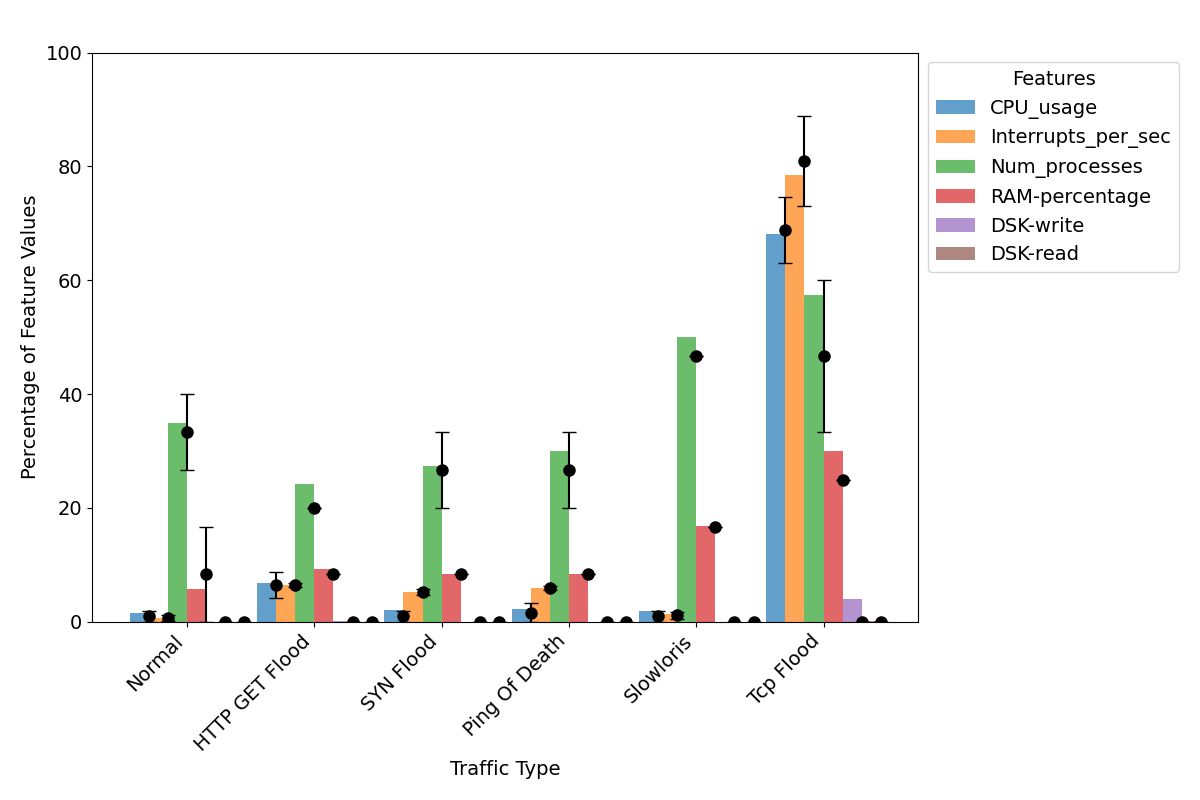 100
80
60
40
20
0
Percentage of Feature Values
Normal
HTTP GET Flood
SYN Flood
Ping Of Death
Slowloris
Tcp Flood
Traffic Type
Features
CPU_usage
Interrupts_per_sec
Num_processes
RAM-percentage
DSK-write
DSK-read